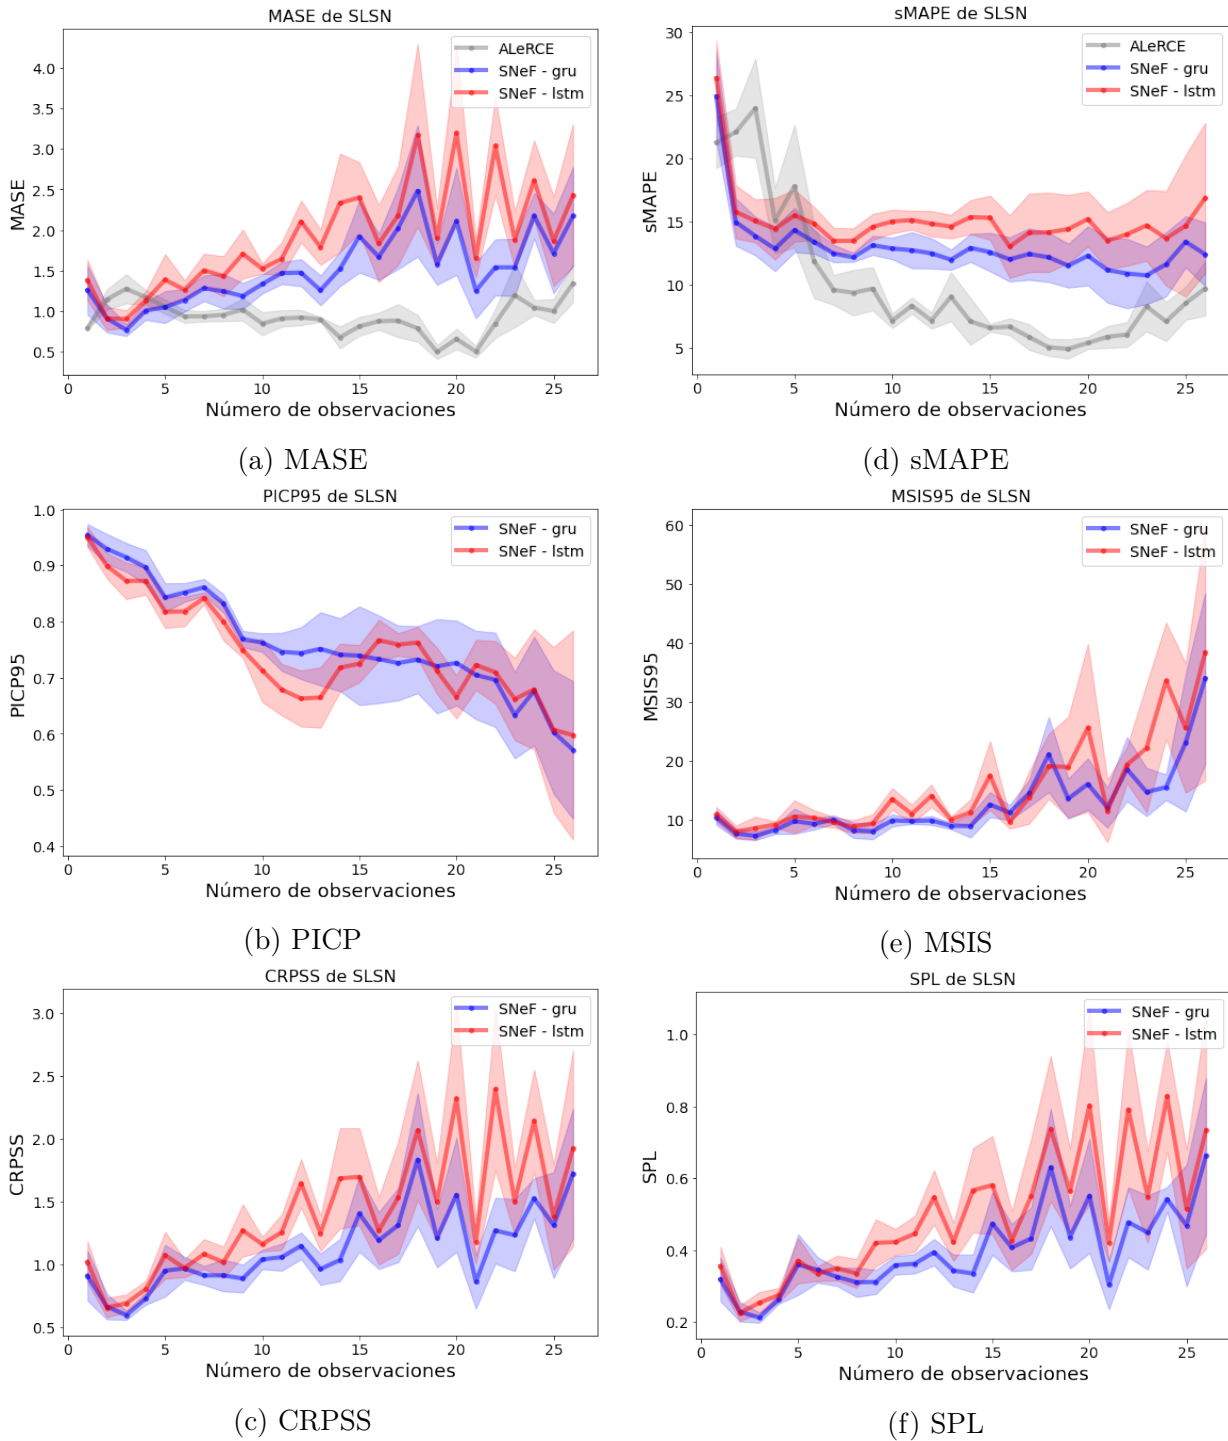 MASE de SLSN
4.0
3.5
3.0
2.5
2.0
1.5
1.0
0.5
MASE
ALeRCE
SNeF - gru
SNeF - lstm
0 5 10 15 20 25
Número de observaciones
(a) MASE
sMAPE de SLSN
30
25
20
15
10
5
sMAPE
ALeRCE
SNeF - gru
SNeF - lstm
0 5 10 15 20 25
Número de observaciones
(d) sMAPE
PICP95 de SLSN
1.0
0.9
0.8
0.7
0.6
0.5
0.4
PICP95
SNeF - gru
SNeF - lstm
0 5 10 15 20 25
Número de observaciones
(b) PICP
MSIS95 de SLSN
60
50
40
30
20
10
MSIS95
SNeF - gru
SNeF - lstm
0 5 10 15 20 25
Número de observaciones
(e) MSIS
CRPSS de SLSN
3.0
2.5
2.0
1.5
1.0
0.5
CRPSS
SNeF - gru
SNeF - lstm
0 5 10 15 20 25
Número de observaciones
(c) CRPSS
SPL de SLSN
1.0
0.8
0.6
0.4
0.2
SPL
SNeF - gru
SNeF - lstm
0 5 10 15 20 25
Número de observaciones
(f) SPL